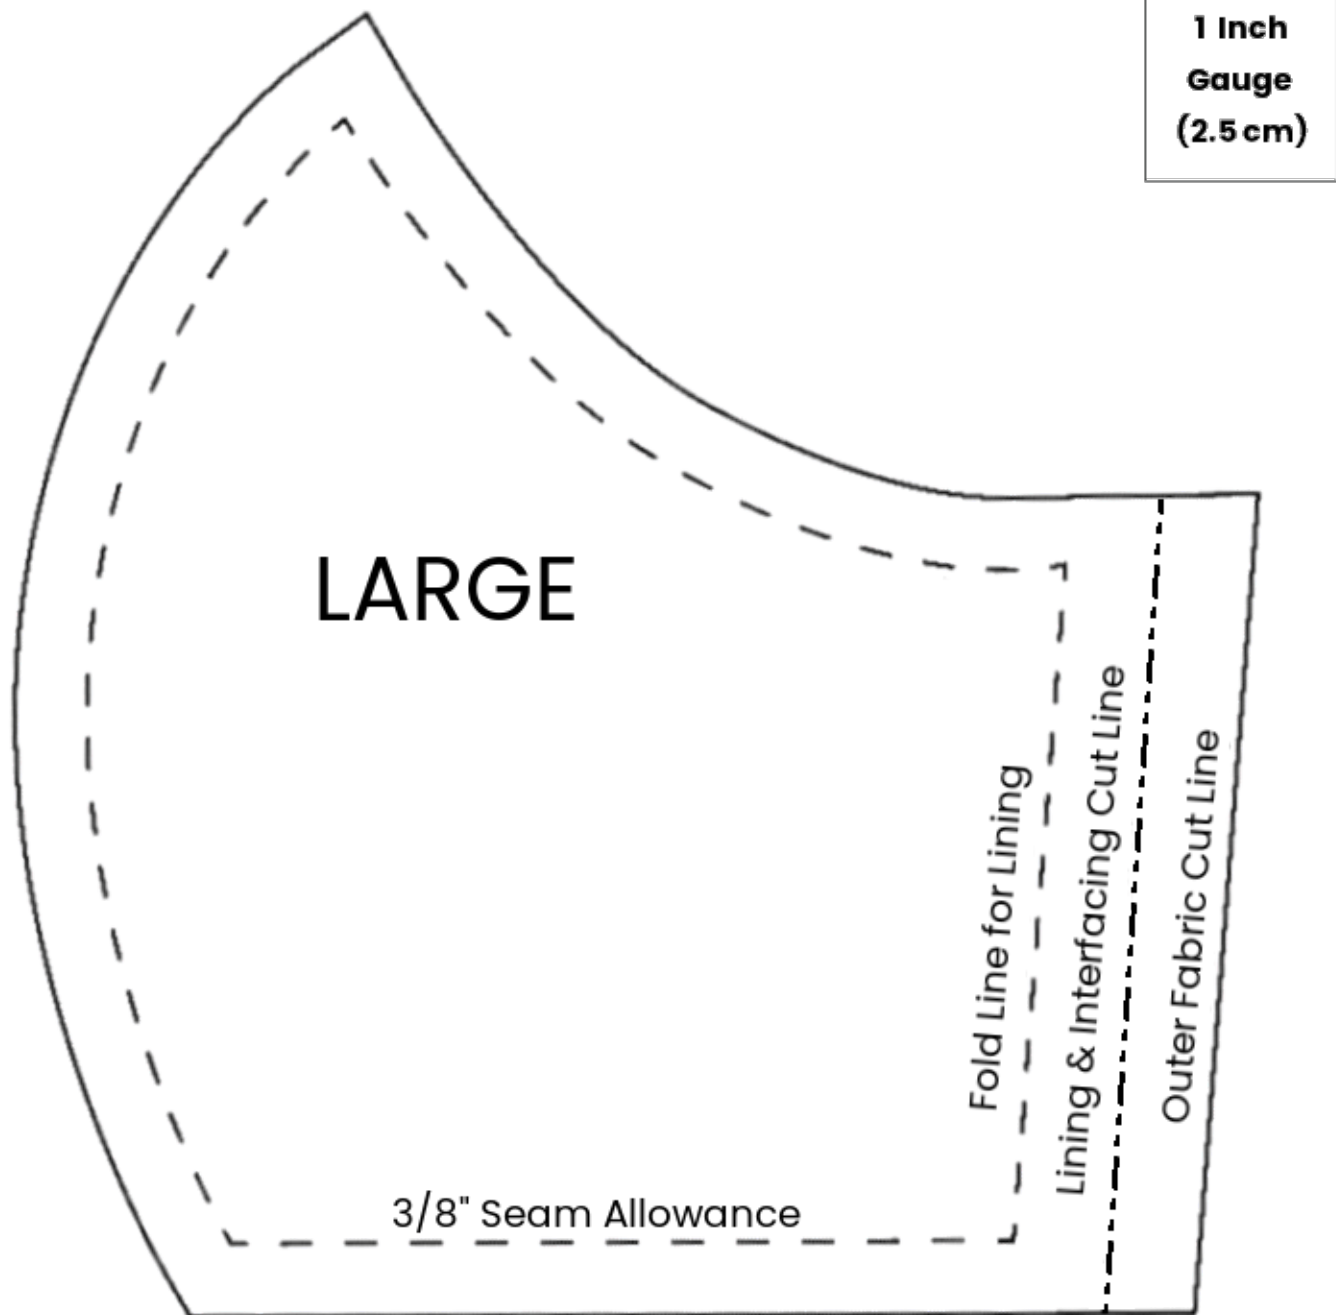 1 Inch
Gauge
(2.5 cm)
LARGE
Fold Line for Lining
Lining & Interfacing Cut Line
Outer Fabric Cut Line
3/8" Seam Allowance